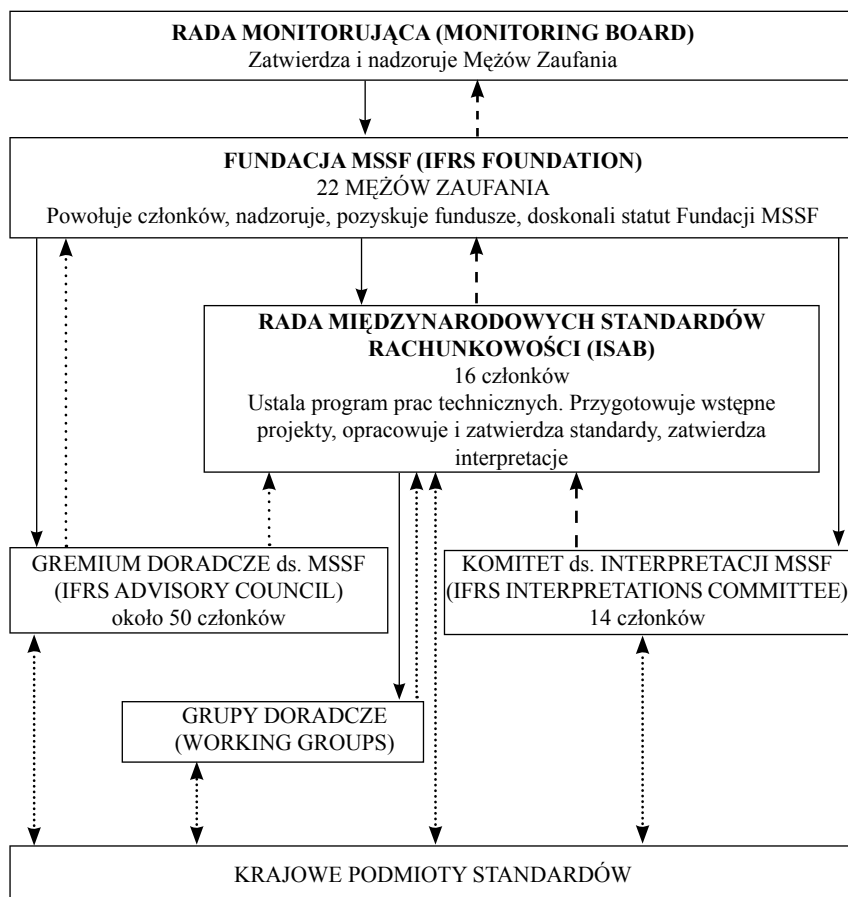 RADA MONITORUJĄCA (MONITORING BOARD)
Zatwierdza i nadzoruje Mężów Zaufania
FUNDACJA MSSF (IFRS FOUNDATION)
22 MĘŻÓW ZAUFANIA
Powołuje członków, nadzoruje, pozyskuje fundusze, doskonali statut Fundacji MSSF
RADA MIĘDZYNARODOWYCH STANDARDÓW
RACHUNKOWOŚCI (ISAB)
16 członków
Ustala program prac technicznych. Przygotowuje wstępne
projekty, opracowuje i zatwierdza standardy, zatwierdza
interpretacje
GREMIUM DORADCZE ds. MSSF
(IFRS ADVISORY COUNCIL)
około 50 członków
KOMITET ds. INTERPRETACJI MSSF
(IFRS INTERPRETATIONS COMMITTEE)
14 członków
GRUPY DORADCZE
(WORKING GROUPS)
KRAJOWE PODMIOTY STANDARDÓW